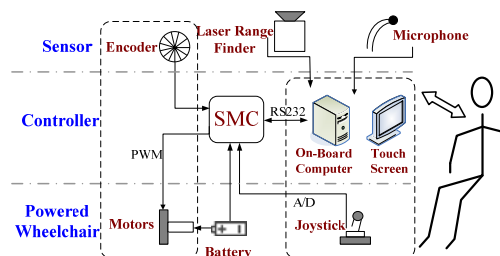 Sensor
Encoder
Laser Range
Finder
Microphone
Controller
SMC
RS232
On-Board
Computer
Touch
Screen
PWM
A/D
Powered
Wheelchair
Motors
Battery
Joystick